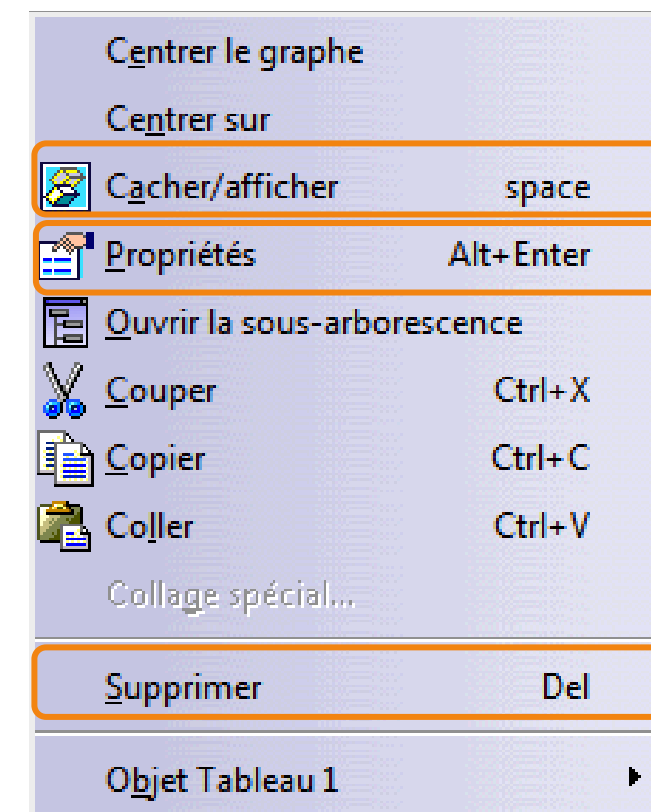 Centrer le graphe
Centrer sur
Cacher/afficher space
Propriétés Alt+Enter
Ouvrir la sous-arborescence
Couper Ctrl+X
Copier Ctrl+C
Coller Ctrl+V
Collage spécial...
Supprimer Del
Objet Tableau 1